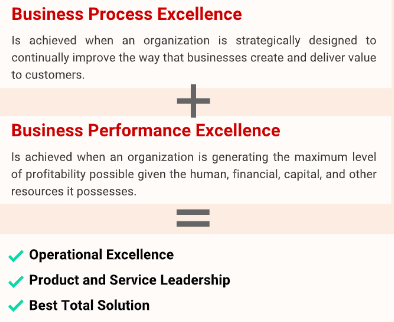 Business Process Excellence
Is achieved when an organization is strategically designed to
continually improve the way that businesses create and deliver value
to customers.
+
Business Performance Excellence
Is achieved when an organization is generating the maximum level
of profitability possible given the human, financial, capital, and other
resources it possesses.
=
Operational Excellence
Product and Service Leadership
Best Total Solution